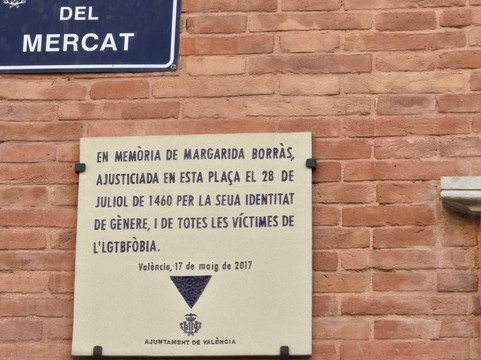 DEL
MERCAT
EN MEMÒRIA DE MARGARIDA BORRÀS,
AJUSTICIADA EN ESTA PLAÇA EL 28 DE
JULIOL DE 1460 PER LA SEUA IDENTITAT
DE GÈNERE, I DE TOTES LES VÍCTIMES DE
L'LGTBFÒBIA.
València, 17 de maig de 2017
AJUNTAMENT DE VALÈNCIA